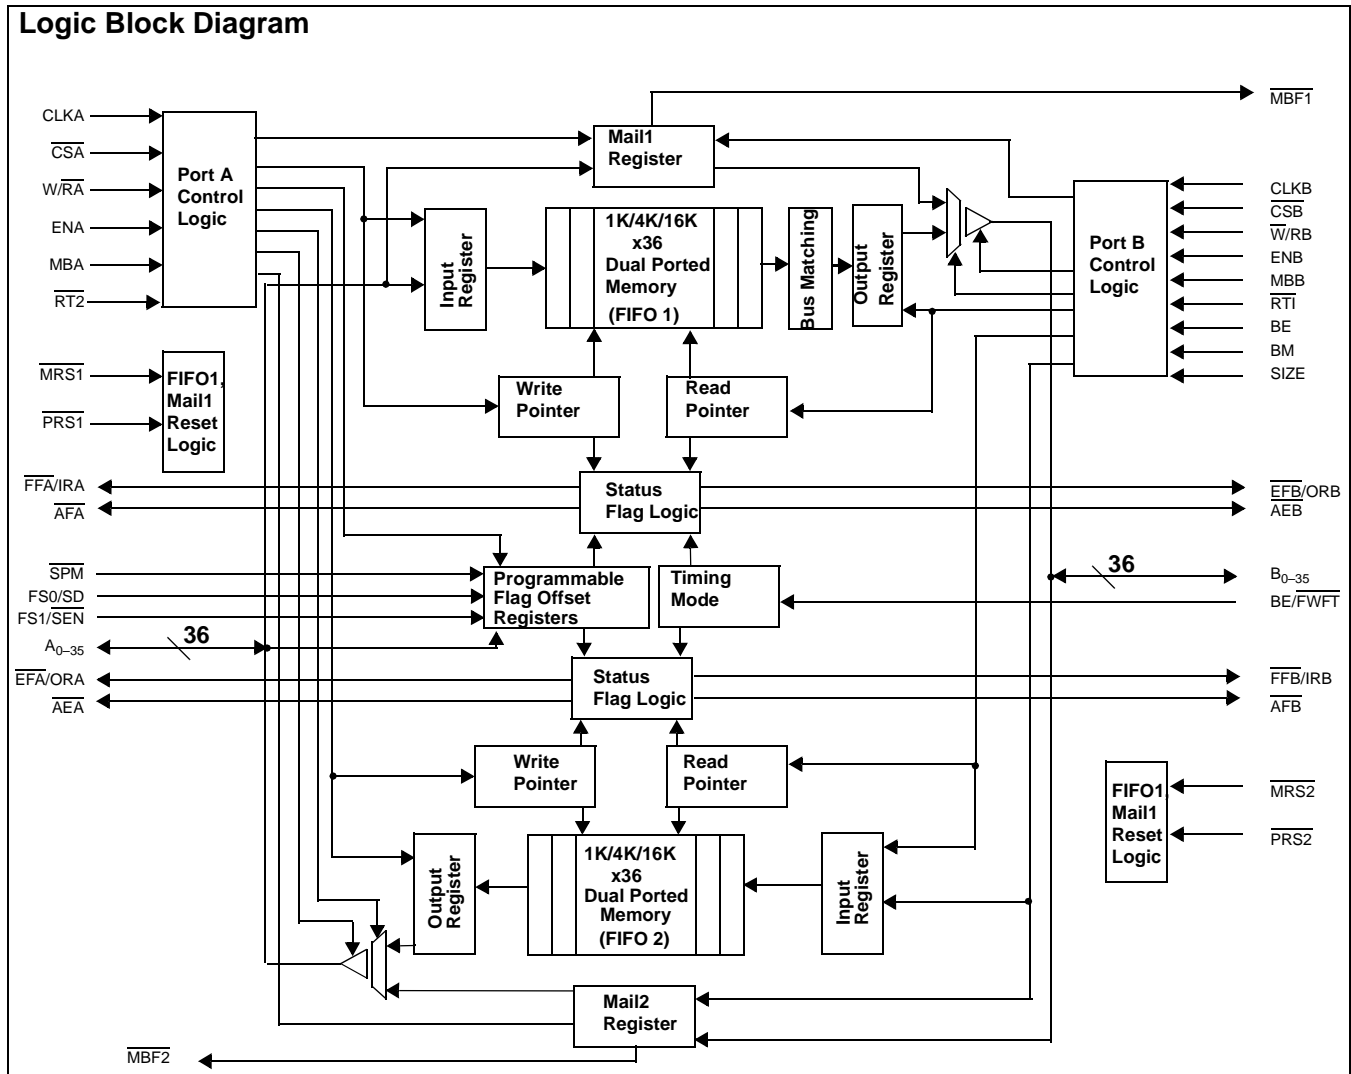 Logic Block Diagram
CLKA
CSA
W/RA
ENA
MBA
RT2
MRS1
PRS1
FFA/IRA
AFA
SPM
FS0/SD
FS1/SEN
A0–35
EFA/ORA
AEA
MBF2
Port A
Control
Logic
FIFO1,
Mail1
Reset
Logic
36
Mail1
Register
Input
Register
1K/4K/16K
x36
Dual Ported
Memory
(FIFO 1)
Bus Matching
Output
Register
Write
Pointer
Read
Pointer
Status
Flag Logic
Programmable
Flag Offset
Registers
Timing
Mode
Status
Flag Logic
Write
Pointer
Read
Pointer
Output
Register
1K/4K/16K
x36
Dual Ported
Memory
(FIFO 2)
Input
Register
Mail2
Register
Port B
Control
Logic
36
FIFO1,
Mail1
Reset
Logic
MBF1
CLKB
CSB
W/RB
ENB
MBB
RTI
BE
BM
SIZE
EFB/ORB
AEB
B0–35
BE/FWFT
FFB/IRB
AFB
MRS2
PRS2